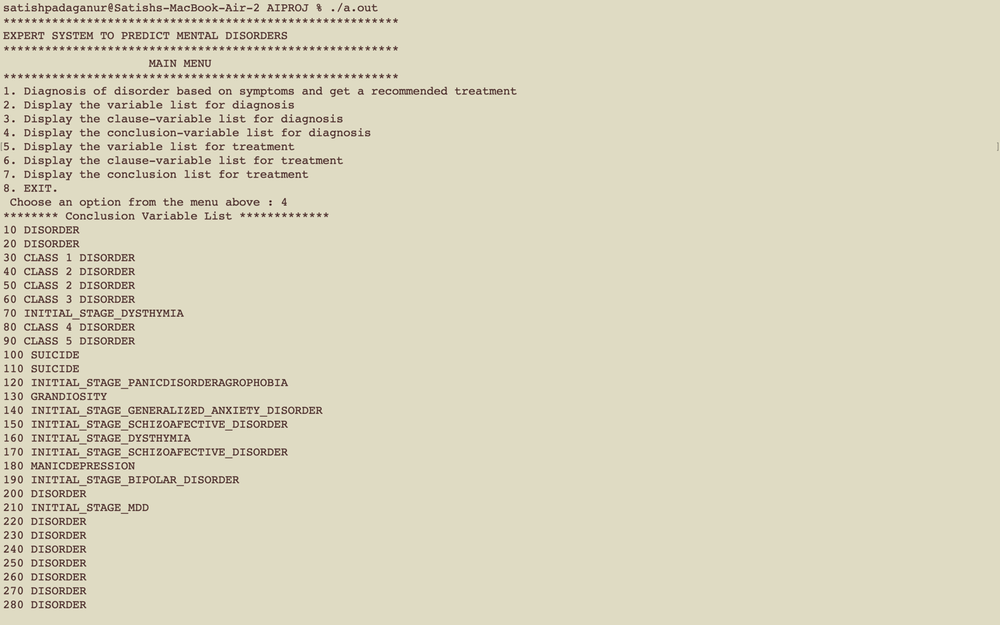 satishpadaganur@Satishs-MacBook-Air-2 AIPROJ % ./a.out
*********************************************************
EXPERT SYSTEM TO PREDICT MENTAL DISORDERS
*********************************************************
                     MAIN MENU
*********************************************************
1. Diagnosis of disorder based on symptoms and get a recommended treatment
2. Display the variable list for diagnosis
3. Display the clause-variable list for diagnosis
4. Display the conclusion-variable list for diagnosis
[5. Display the variable list for treatment ]
6. Display the clause-variable list for treatment
7. Display the conclusion list for treatment
8. EXIT.
 Choose an option from the menu above : 4
******** Conclusion Variable List *************
10 DISORDER
20 DISORDER
30 CLASS 1 DISORDER
40 CLASS 2 DISORDER
50 CLASS 2 DISORDER
60 CLASS 3 DISORDER
70 INITIAL_STAGE_DYSTHYMIA
80 CLASS 4 DISORDER
90 CLASS 5 DISORDER
100 SUICIDE
110 SUICIDE
120 INITIAL_STAGE_PANICDISORDERAGROPHOBIA
130 GRANDIOSITY
140 INITIAL_STAGE_GENERALIZED_ANXIETY_DISORDER
150 INITIAL_STAGE_SCHIZOAFECTIVE_DISORDER
160 INITIAL_STAGE_DYSTHYMIA
170 INITIAL_STAGE_SCHIZOAFECTIVE_DISORDER
180 MANICDEPRESSION
190 INITIAL_STAGE_BIPOLAR_DISORDER
200 DISORDER
210 INITIAL_STAGE_MDD
220 DISORDER
230 DISORDER
240 DISORDER
250 DISORDER
260 DISORDER
270 DISORDER
280 DISORDER